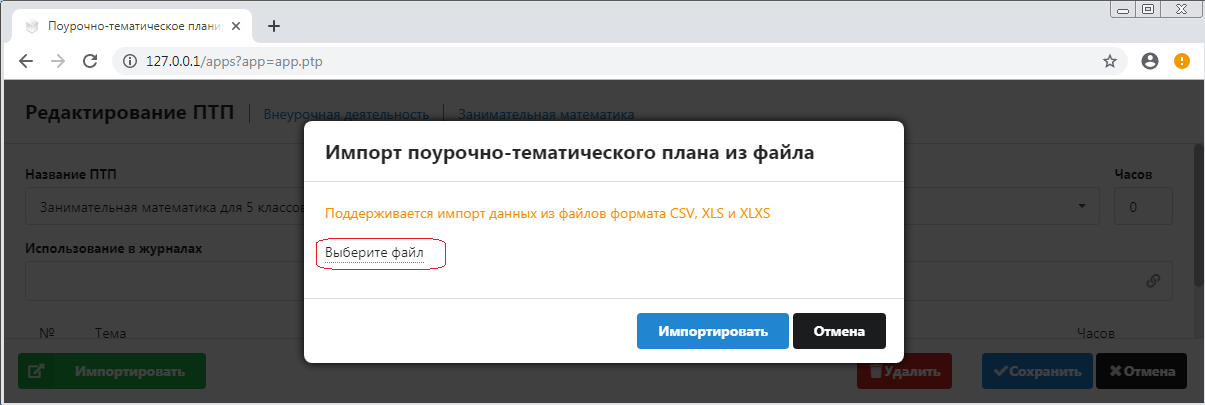 Поурочно-тематическое плани
127.0.0.1/apps?app=app.ptp
Редактирование ПТП Внеурочная деятельность Занимательная математика
Импорт поурочно-тематического плана из файла
Название ПТП Часов
Занимательная математика для 5 классов 0
Поддерживается импорт данных из файлов формата CSV, XLS и XLXS
Использование в журналах
Выберите файл
№ Тема Часов
Импортировать Отмена
Импортировать Удалить Сохранить Отмена